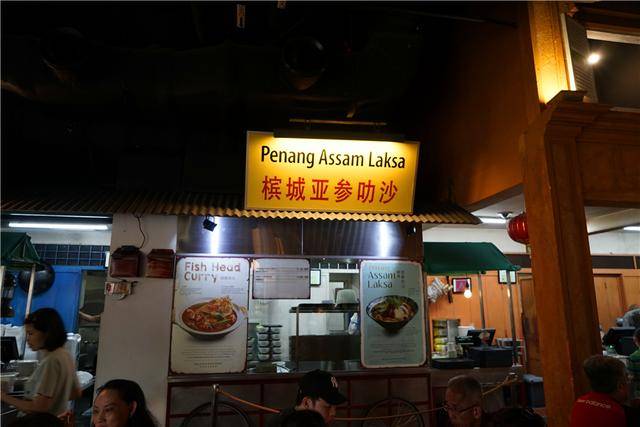 Penang Assam Laksa
槟城亚参叻沙
Fish Head
Curry
Assam
Laksa